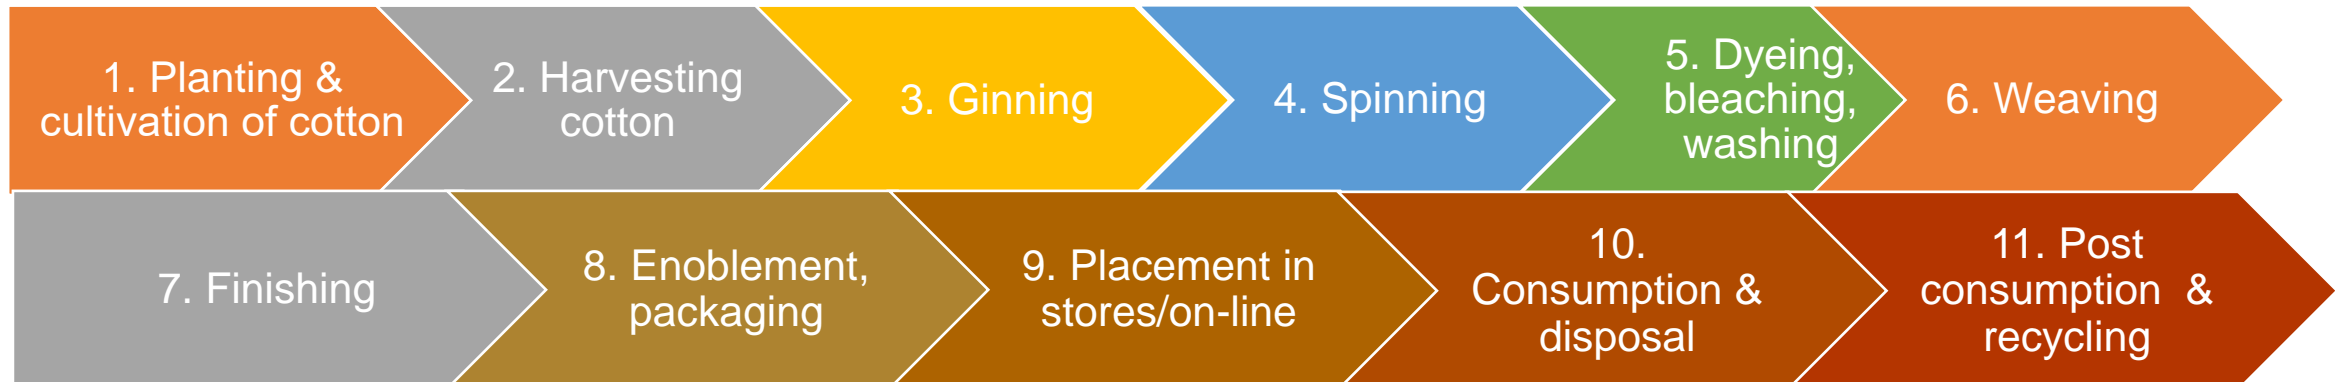 1. Planting &
cultivation of cotton
2. Harvesting
cotton
3. Ginning
4. Spinning
5. Dyeing,
bleaching,
washing
6. Weaving
7. Finishing
8. Enoblement,
packaging
9. Placement in
stores/on-line
10.
Consumption &
disposal
11. Post
consumption &
recycling